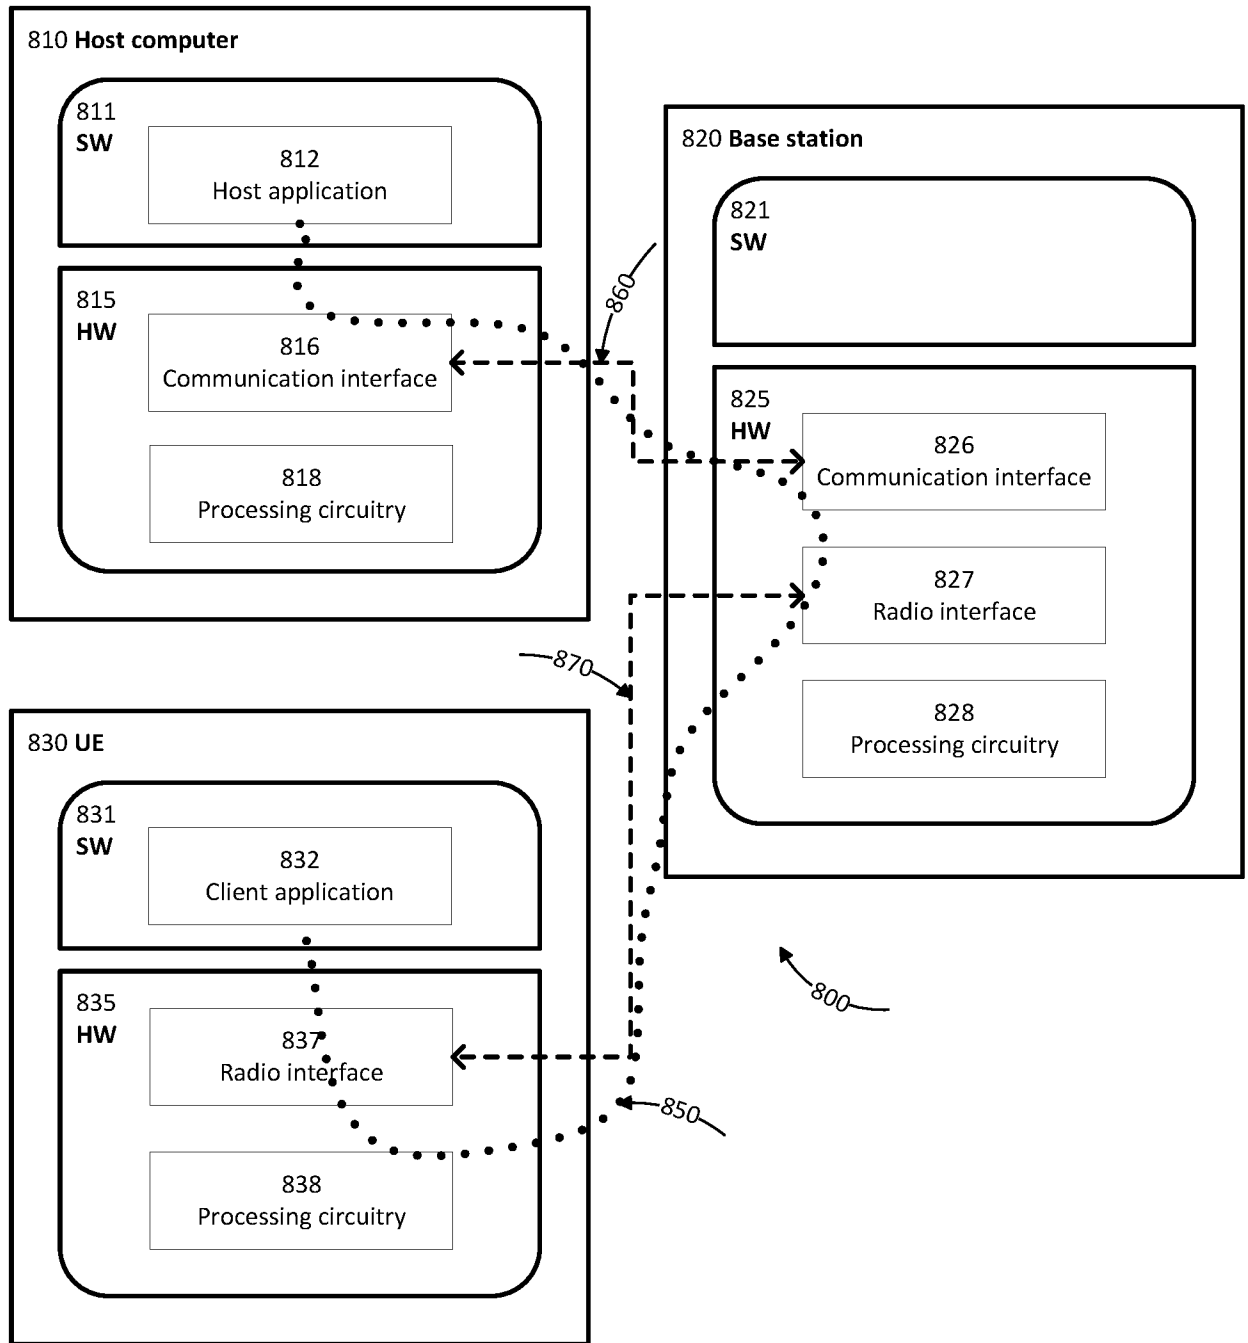 810 Host computer
811
SW
812
Host application
815
HW
816
Communication interface
818
Processing circuitry
860
820 Base station
821
SW
825
HW
826
Communication interface
827
Radio interface
828
Processing circuitry
870
830 UE
831
SW
832
Client application
835
HW
837
Radio interface
838
Processing circuitry
850
800